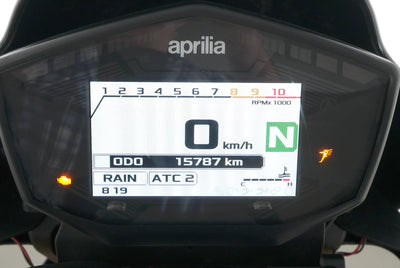 aprilia
1 2 3 4 5 6 7 8 9 10
RPMx 1000
0 km/h N
ODO 15787 km
RAIN ATC 2
C H
8 19